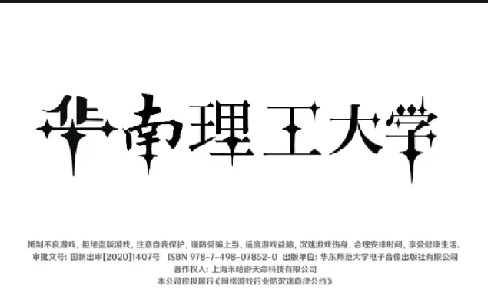 华南理工大学
抵制不良游戏，拒绝盗版游戏。注意自我保护，谨防受骗上当。适度游戏益脑，沉迷游戏伤身。合理安排时间，享受健康生活。
审批文号：国新出审[2020]1407号 ISBN 978-7-498-07852-0 出版单位：华东师范大学电子音像出版社有限公司
著作权人：上海米哈游天命科技有限公司
本公司积极履行《网络游戏行业防沉迷自律公约》